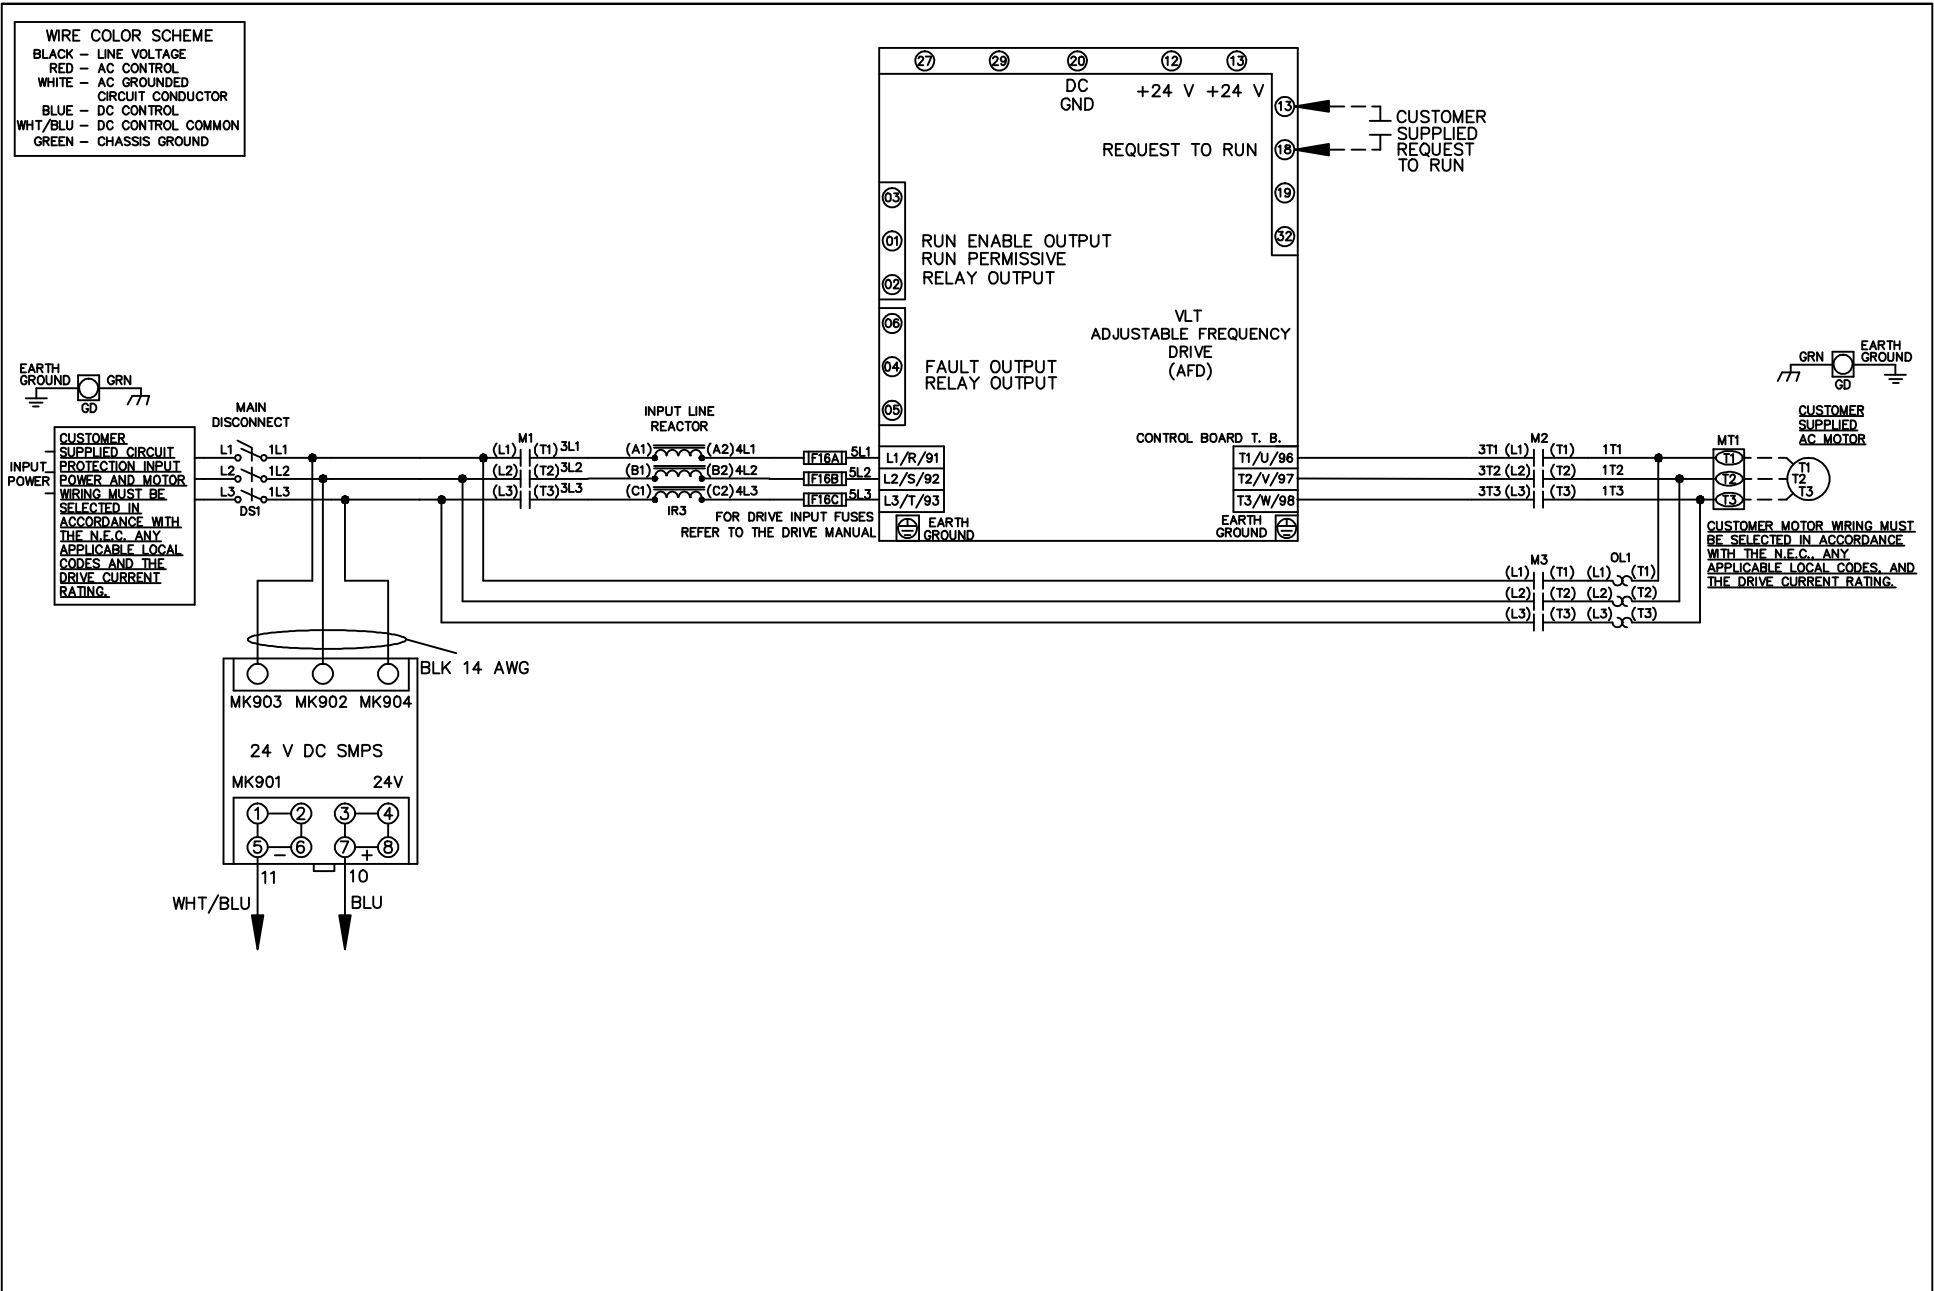 WIRE COLOR SCHEME
BLACK – LINE VOLTAGE
RED – AC CONTROL
WHITE – AC GROUNDED
CIRCUIT CONDUCTOR
BLUE – DC CONTROL
WHT/BLU – DC CONTROL COMMON
GREEN – CHASSIS GROUND
27 29 20 12 13
DC
GND
+24 V +24 V
13
REQUEST TO RUN 18
19
32
CUSTOMER
SUPPLIED
REQUEST
TO RUN
03
01
02
RUN ENABLE OUTPUT
RUN PERMISSIVE
RELAY OUTPUT
06
04
05
FAULT OUTPUT
RELAY OUTPUT
VLT
ADJUSTABLE FREQUENCY
DRIVE
(AFD)
EARTH
GROUND
GRN
GD
INPUT
POWER
CUSTOMER
SUPPLIED CIRCUIT
PROTECTION INPUT
POWER AND MOTOR
WIRING MUST BE
SELECTED IN
ACCORDANCE WITH
THE N.E.C. ANY
APPLICABLE LOCAL
CODES AND THE
DRIVE CURRENT
RATING.
MAIN
DISCONNECT
L1 1L1
L2 1L2
L3 1L3
DS1
M1
(L1) (T1) 3L1
(L2) (T2) 3L2
(L3) (T3) 3L3
INPUT LINE
REACTOR
(A1) (A2) 4L1
(B1) (B2) 4L2
(C1) (C2) 4L3
IR3
F16A 5L1
F16B 5L2
F16C 5L3
FOR DRIVE INPUT FUSES
REFER TO THE DRIVE MANUAL
L1/R/91
L2/S/92
L3/T/93
EARTH
GROUND
CONTROL BOARD T. B.
T1/U/96
T2/V/97
T3/W/98
EARTH
GROUND
M2
3T1 (L1) (T1) 1T1
3T2 (L2) (T2) 1T2
3T3 (L3) (T3) 1T3
GRN
GD
EARTH
GROUND
CUSTOMER
SUPPLIED
AC MOTOR
MT1
T1
T2
T3
T1
T2
T3
CUSTOMER MOTOR WIRING MUST
BE SELECTED IN ACCORDANCE
WITH THE N.E.C., ANY
APPLICABLE LOCAL CODES, AND
THE DRIVE CURRENT RATING.
M3 OL1
(L1) (T1) (L1) (T1)
(L2) (T2) (L2) (T2)
(L3) (T3) (L3) (T3)
BLK 14 AWG
MK903 MK902 MK904
24 V DC SMPS
MK901 24V
1 2 3 4
5 – 6 7 + 8
11 10
WHT/BLU BLU